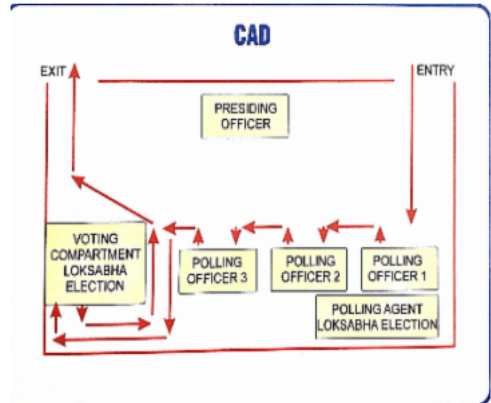 CAD
EXIT
ENTRY
PRESIDING
OFFICER
VOTING
COMPARTMENT
LOKSABHA
ELECTION
POLLING
OFFICER 3
POLLING
OFFICER 2
POLLING
OFFICER 1
POLLING AGENT
LOKSABHA ELECTION